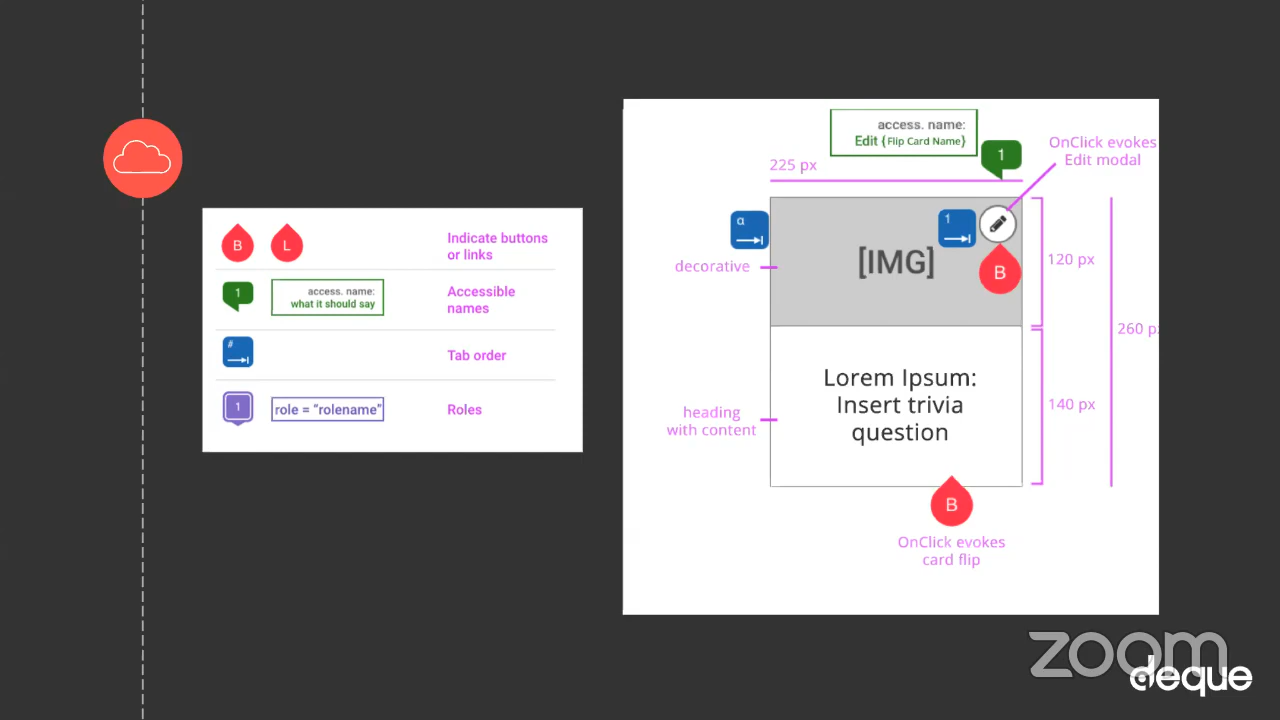 B
L
Indicate buttons
or links
1
access. name:
what it should say
Accessible
names
#
Tab order
1
role = “rolename”
Roles
access. name:
Edit {Flip Card Name}
1
OnClick evokes
Edit modal
225 px
α
1
[IMG]
B
decorative
120 px
260 p
Lorem Ipsum:
Insert trivia
question
heading
with content
140 px
B
OnClick evokes
card flip
zoom
deque